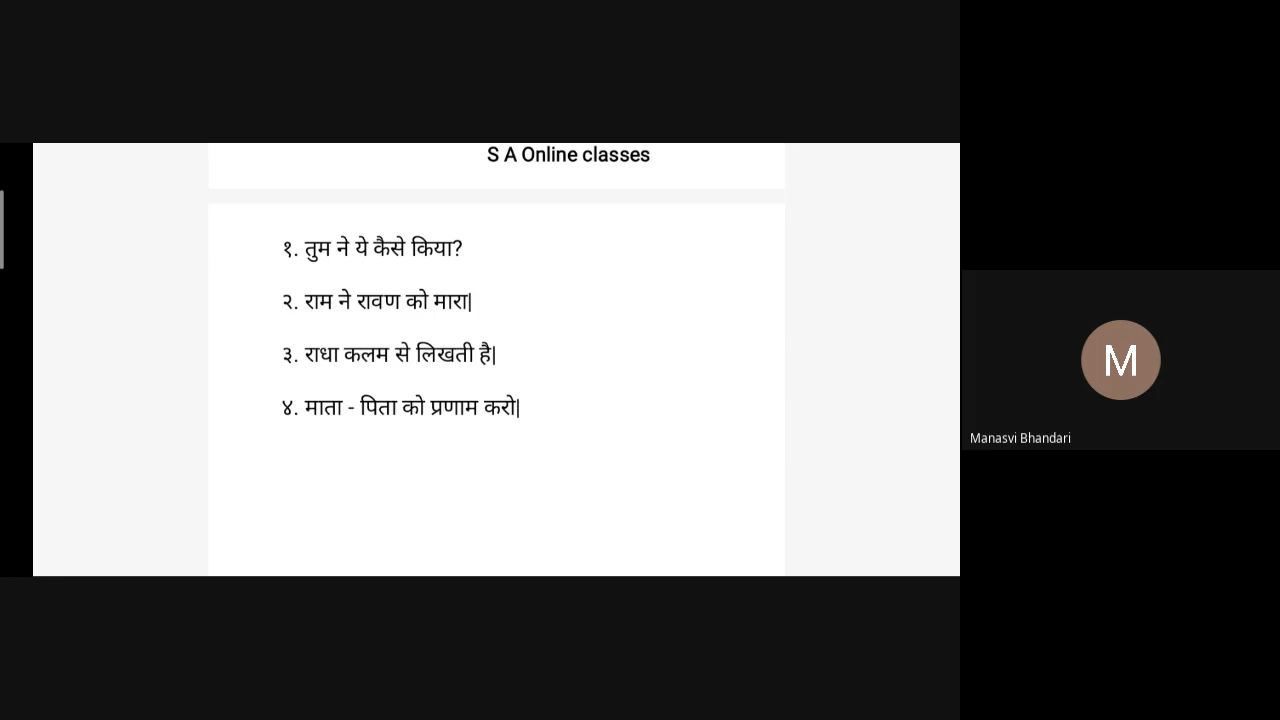 S A Online classes
१. तुम ने ये कैसे किया?
२. राम ने रावण को मारा|
३. राधा कलम से लिखती है|
४. माता - पिता को प्रणाम करो|
M
Manasvi Bhandari